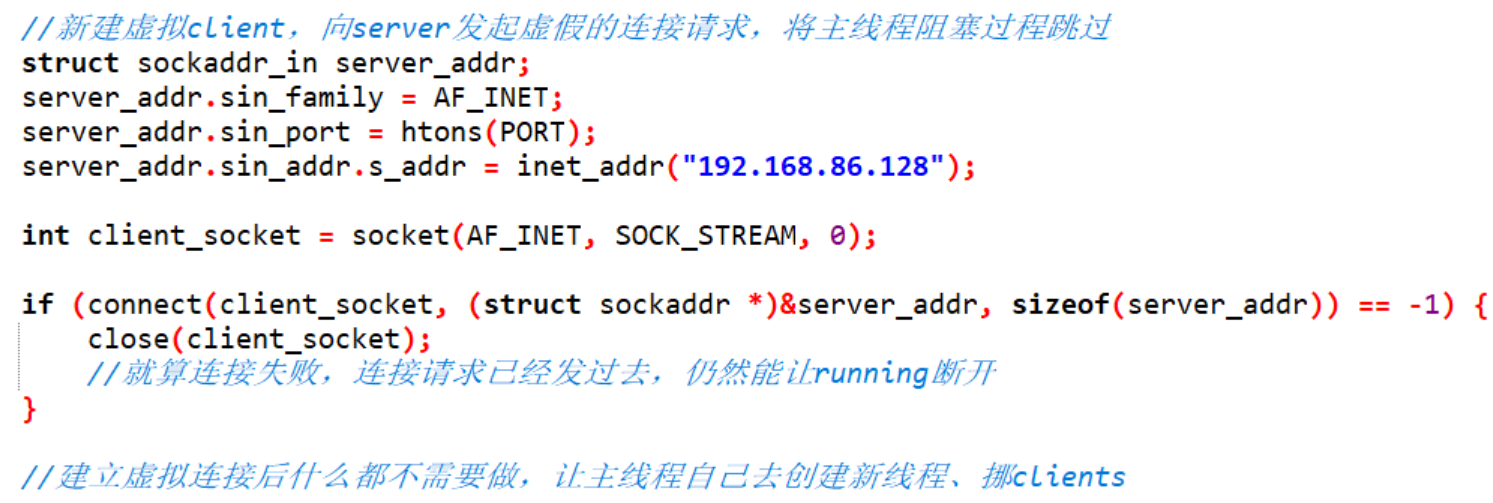 //新建虚拟client，向server发起虚假的连接请求，将主线程阻塞过程跳过
struct sockaddr_in server_addr;
server_addr.sin_family = AF_INET;
server_addr.sin_port = htons(PORT);
server_addr.sin_addr.s_addr = inet_addr("192.168.86.128");
int client_socket = socket(AF_INET, SOCK_STREAM, 0);
if (connect(client_socket, (struct sockaddr *)&server_addr, sizeof(server_addr)) == -1) {
close(client_socket);
//就算连接失败，连接请求已经发过去，仍然能让running断开
}
//建立虚拟连接后什么都不需要做，让主线程自己去创建新线程、挪clients